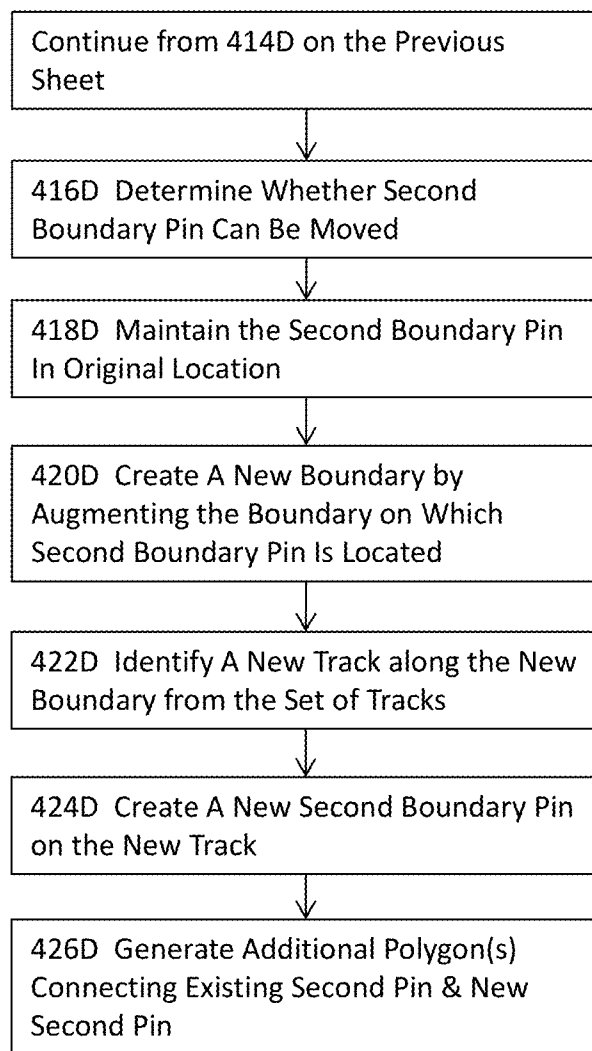 Continue from 414D on the Previous
Sheet
416D Determine Whether Second
Boundary Pin Can Be Moved
418D Maintain the Second Boundary Pin
In Original Location
420D Create A New Boundary by
Augmenting the Boundary on Which
Second Boundary Pin Is Located
422D Identify A New Track along the New
Boundary from the Set of Tracks
424D Create A New Second Boundary Pin
on the New Track
426D Generate Additional Polygon(s)
Connecting Existing Second Pin & New
Second Pin